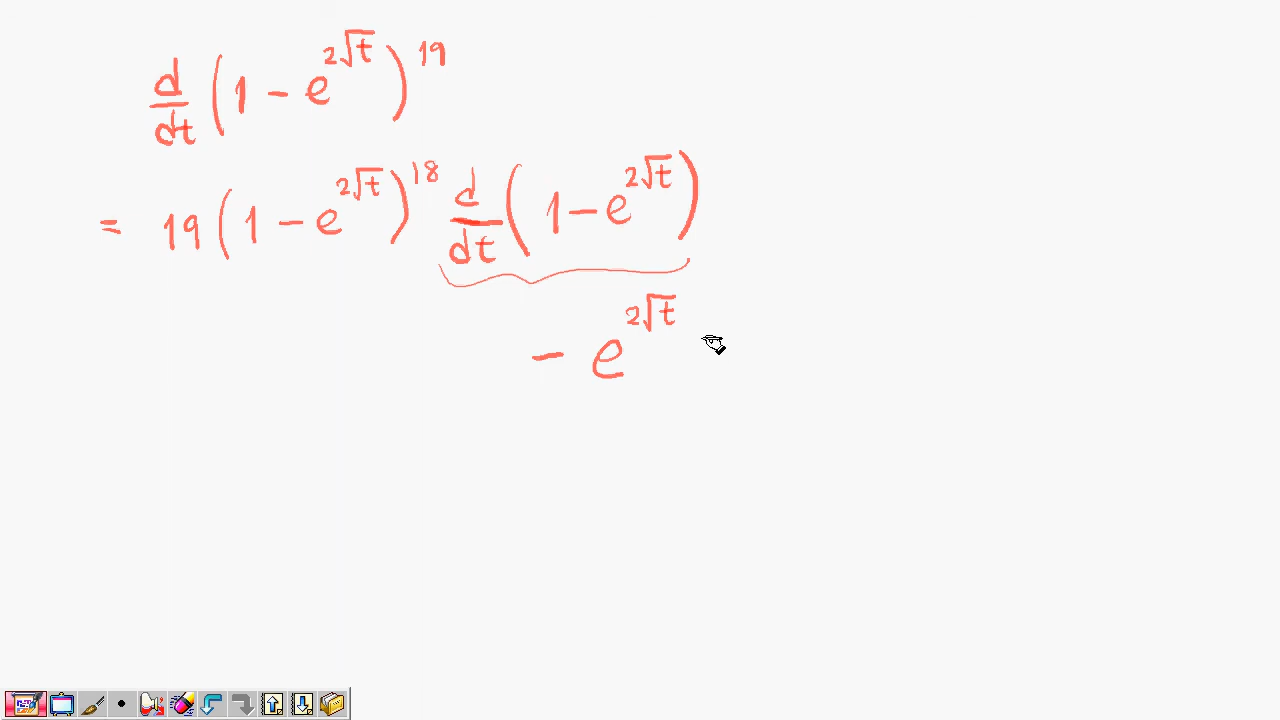 d/dt (1 - e^{2√t})^{19}
= 19 (1 - e^{2√t})^{18} d/dt (1 - e^{2√t})
- e^{2√t}